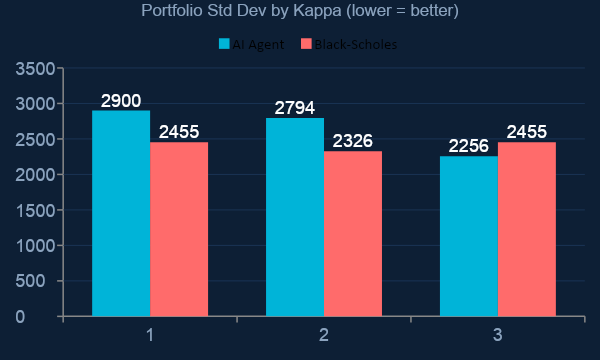 Portfolio Std Dev by Kappa (lower = better)
AI Agent Black-Scholes
3500
3000
2500
2000
1500
1000
500
0
2900 2455 2794 2326 2256 2455
1 2 3